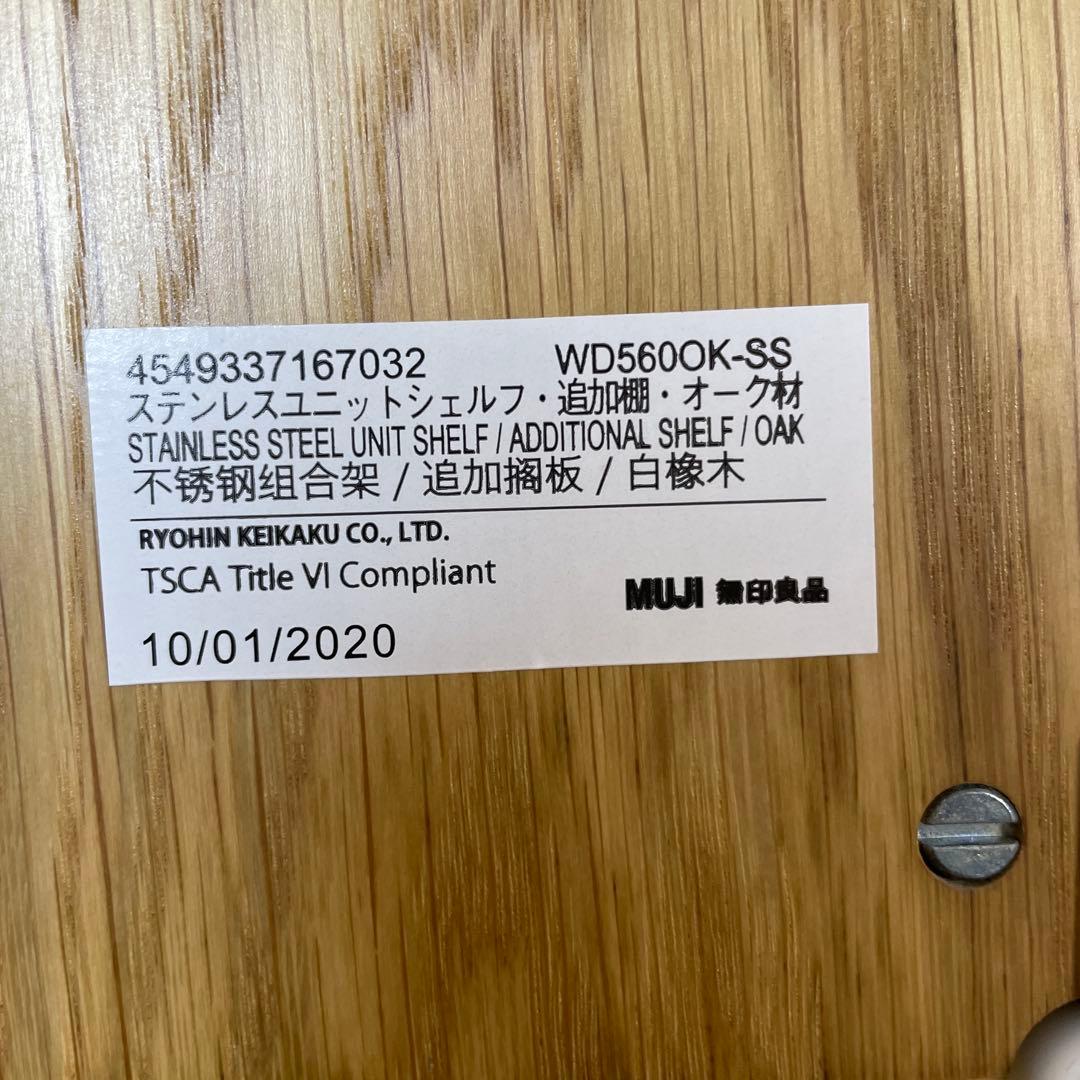 4549337167032 WD560OK-SS
ステンレスユニットシェルフ・追加棚・オーク材
STAINLESS STEEL UNIT SHELF / ADDITIONAL SHELF / OAK
不锈钢组合架 / 追加搁板 / 白橡木
RYOHIN KEIKAKU CO., LTD.
TSCA Title VI Compliant
MUJI 無印良品
10/01/2020